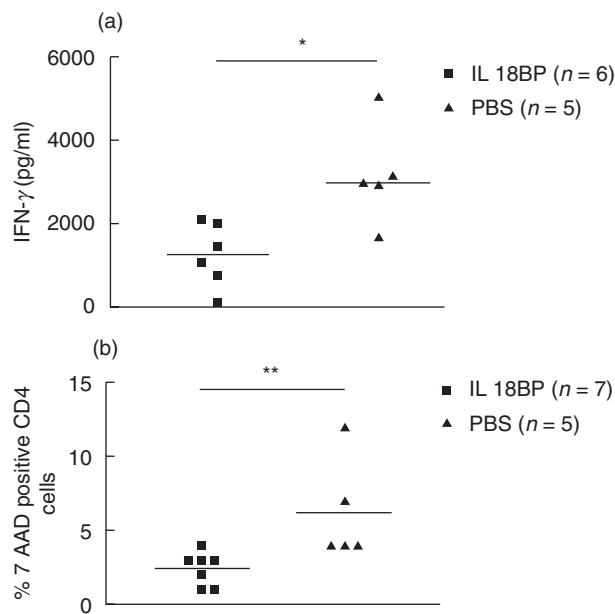 (a)
*
6000
4000
2000
0
IFN-γ (pg/ml)
IL 18BP (n = 6)
PBS (n = 5)
(b)
**
15
10
5
0
% 7 AAD positive CD4
cells
IL 18BP (n = 7)
PBS (n = 5)